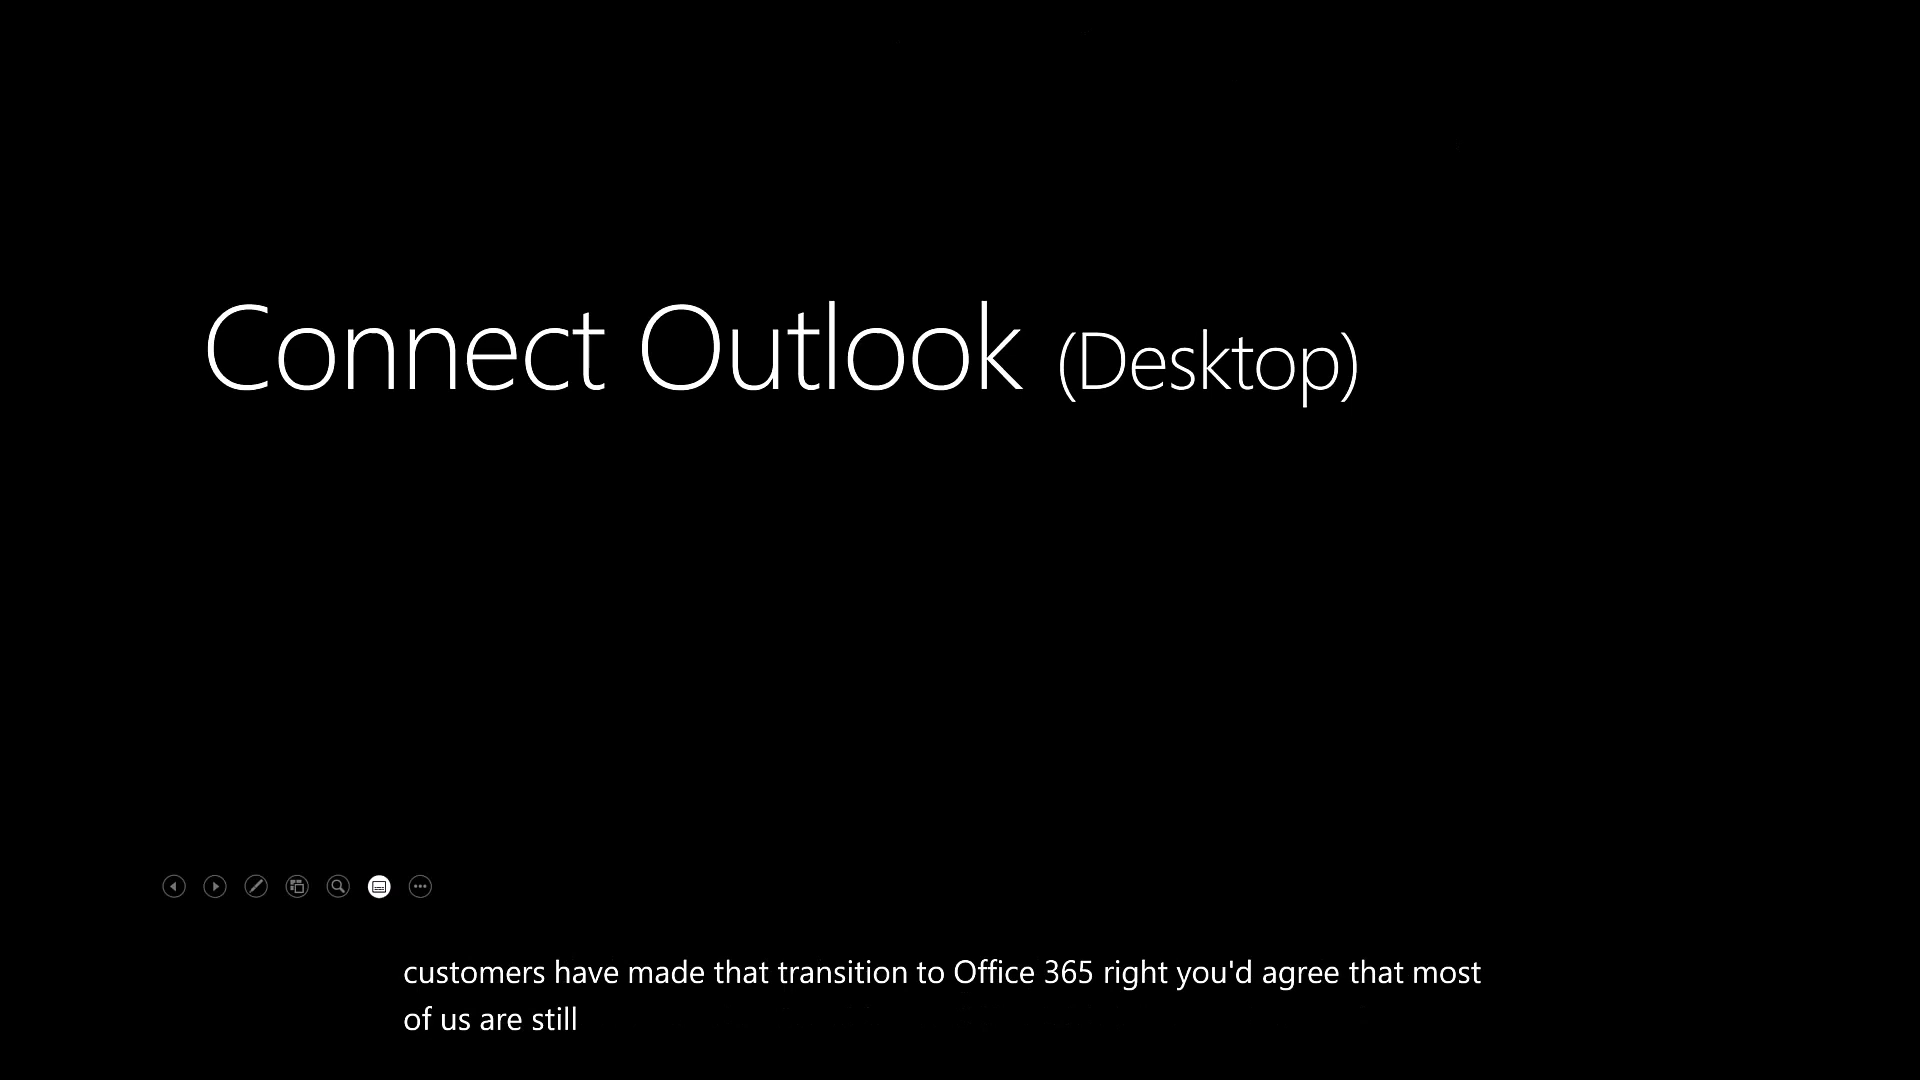 Connect Outlook (Desktop)
customers have made that transition to Office 365 right you'd agree that most
of us are still